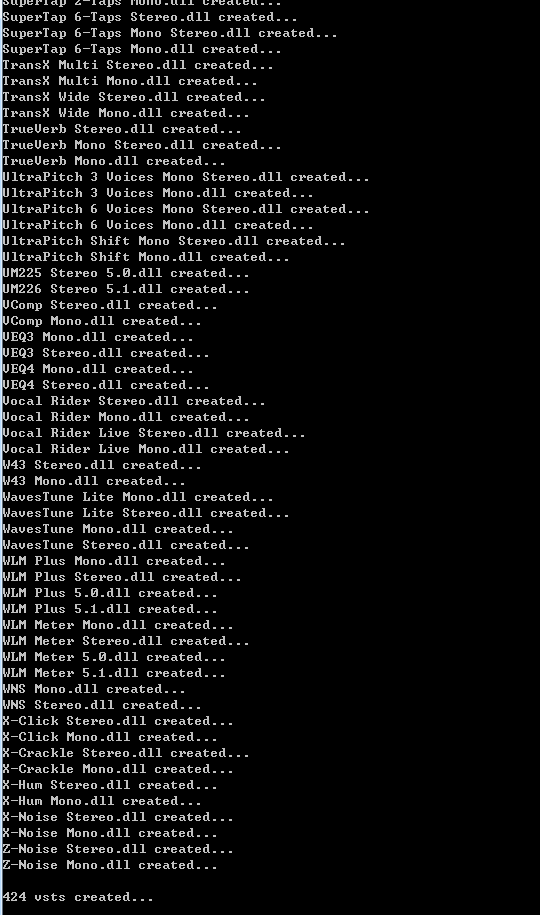 SuperTap 2-Taps Mono.dll created...
SuperTap 6-Taps Stereo.dll created...
SuperTap 6-Taps Mono Stereo.dll created...
SuperTap 6-Taps Mono.dll created...
TransX Multi Stereo.dll created...
TransX Multi Mono.dll created...
TransX Wide Stereo.dll created...
TransX Wide Mono.dll created...
TrueVerb Stereo.dll created...
TrueVerb Mono Stereo.dll created...
TrueVerb Mono.dll created...
UltraPitch 3 Voices Mono Stereo.dll created...
UltraPitch 3 Voices Mono.dll created...
UltraPitch 6 Voices Mono Stereo.dll created...
UltraPitch 6 Voices Mono.dll created...
UltraPitch Shift Mono Stereo.dll created...
UltraPitch Shift Mono.dll created...
UM225 Stereo 5.0.dll created...
UM226 Stereo 5.1.dll created...
VComp Stereo.dll created...
VComp Mono.dll created...
VEQ3 Mono.dll created...
VEQ3 Stereo.dll created...
VEQ4 Mono.dll created...
VEQ4 Stereo.dll created...
Vocal Rider Stereo.dll created...
Vocal Rider Mono.dll created...
Vocal Rider Live Stereo.dll created...
Vocal Rider Live Mono.dll created...
W43 Stereo.dll created...
W43 Mono.dll created...
WavesTune Lite Mono.dll created...
WavesTune Lite Stereo.dll created...
WavesTune Mono.dll created...
WavesTune Stereo.dll created...
WLM Plus Mono.dll created...
WLM Plus Stereo.dll created...
WLM Plus 5.0.dll created...
WLM Plus 5.1.dll created...
WLM Meter Mono.dll created...
WLM Meter Stereo.dll created...
WLM Meter 5.0.dll created...
WLM Meter 5.1.dll created...
WNS Mono.dll created...
WNS Stereo.dll created...
X-Click Stereo.dll created...
X-Click Mono.dll created...
X-Crackle Stereo.dll created...
X-Crackle Mono.dll created...
X-Hum Stereo.dll created...
X-Hum Mono.dll created...
X-Noise Stereo.dll created...
X-Noise Mono.dll created...
Z-Noise Stereo.dll created...
Z-Noise Mono.dll created...
424 vsts created...